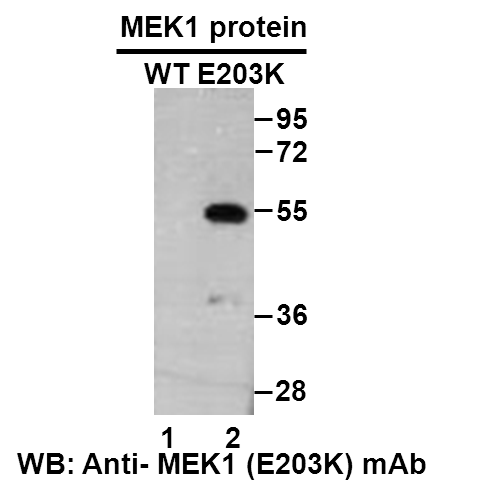 MEK1 protein
WT E203K
95
72
55
36
28
1 2
WB: Anti- MEK1 (E203K) mAb